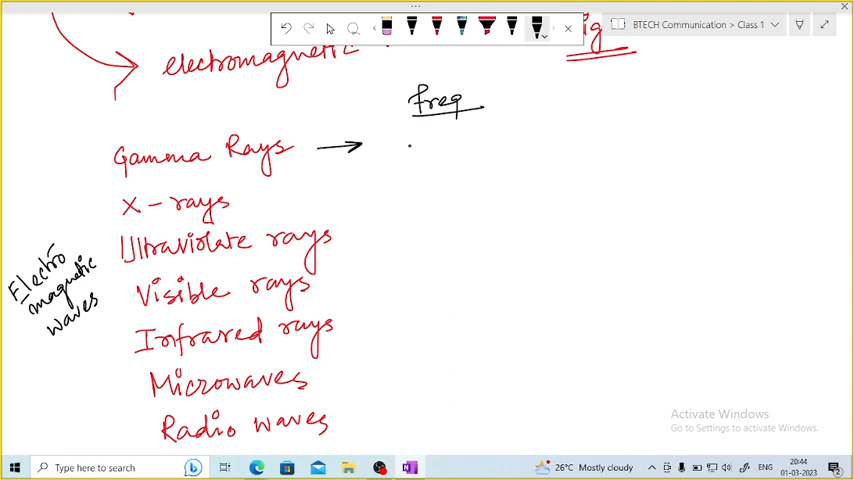 BTECH Communication > Class 1
electromagnetic
Sig
Freq
Gamma Rays →
X-rays
Ultraviolate rays
Electro
magnetic
waves
Visible rays
Infrared rays
Microwaves
Radio waves
Activate Windows
Go to Settings to activate Windows.
Type here to search
26°C Mostly cloudy
ENG
20:44
01-03-2023
2